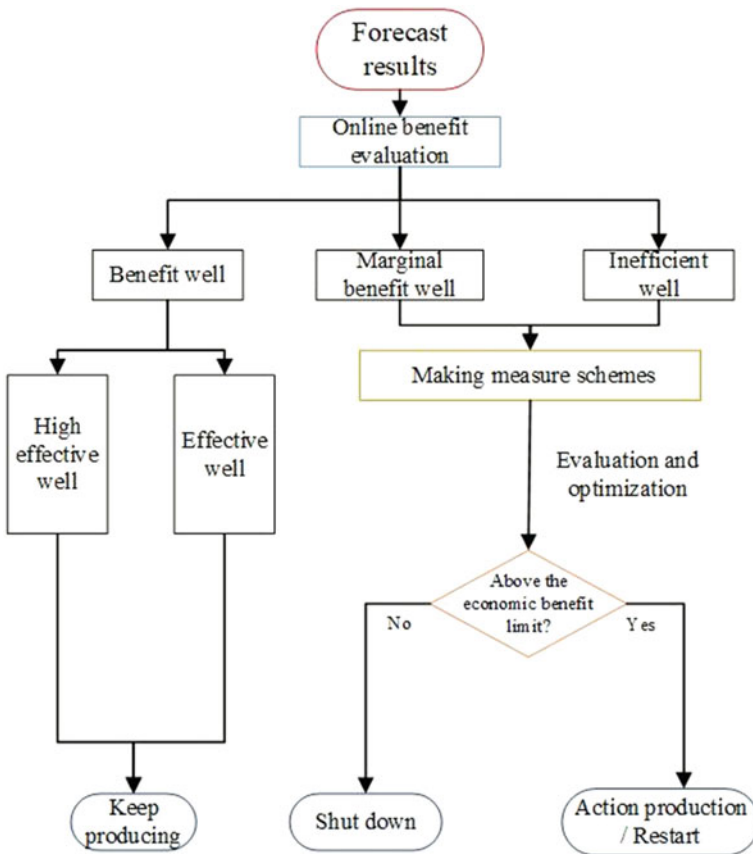 Forecast
results
Online benefit
evaluation
Benefit well
Marginal
benefit well
Inefficient
well
Making measure schemes
High
effective
well
Effective
well
Evaluation and
optimization
Above the
economic benefit
limit?
No
Yes
Keep
producing
Shut down
Action production
/ Restart